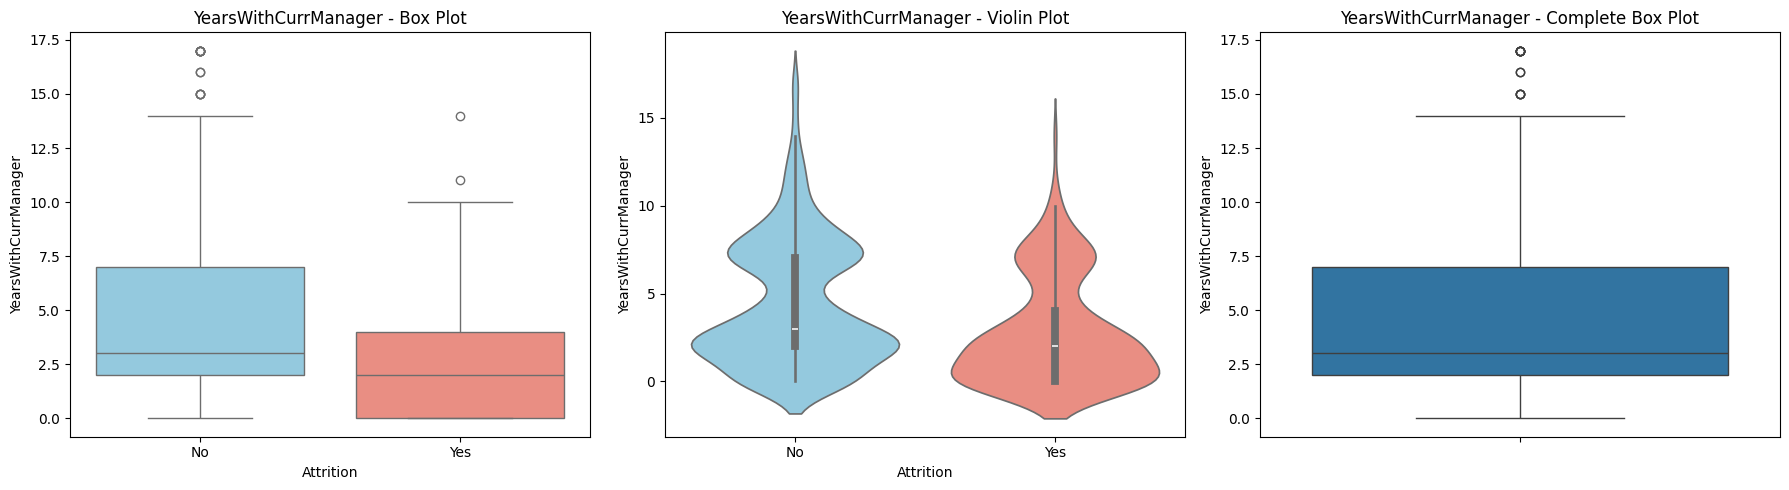 YearsWithCurrManager - Box Plot
YearsWithCurrManager
17.5
15.0
12.5
10.0
7.5
5.0
2.5
0.0
No
Yes
Attrition
YearsWithCurrManager - Violin Plot
YearsWithCurrManager
15
10
5
0
No
Yes
Attrition
YearsWithCurrManager - Complete Box Plot
YearsWithCurrManager
17.5
15.0
12.5
10.0
7.5
5.0
2.5
0.0